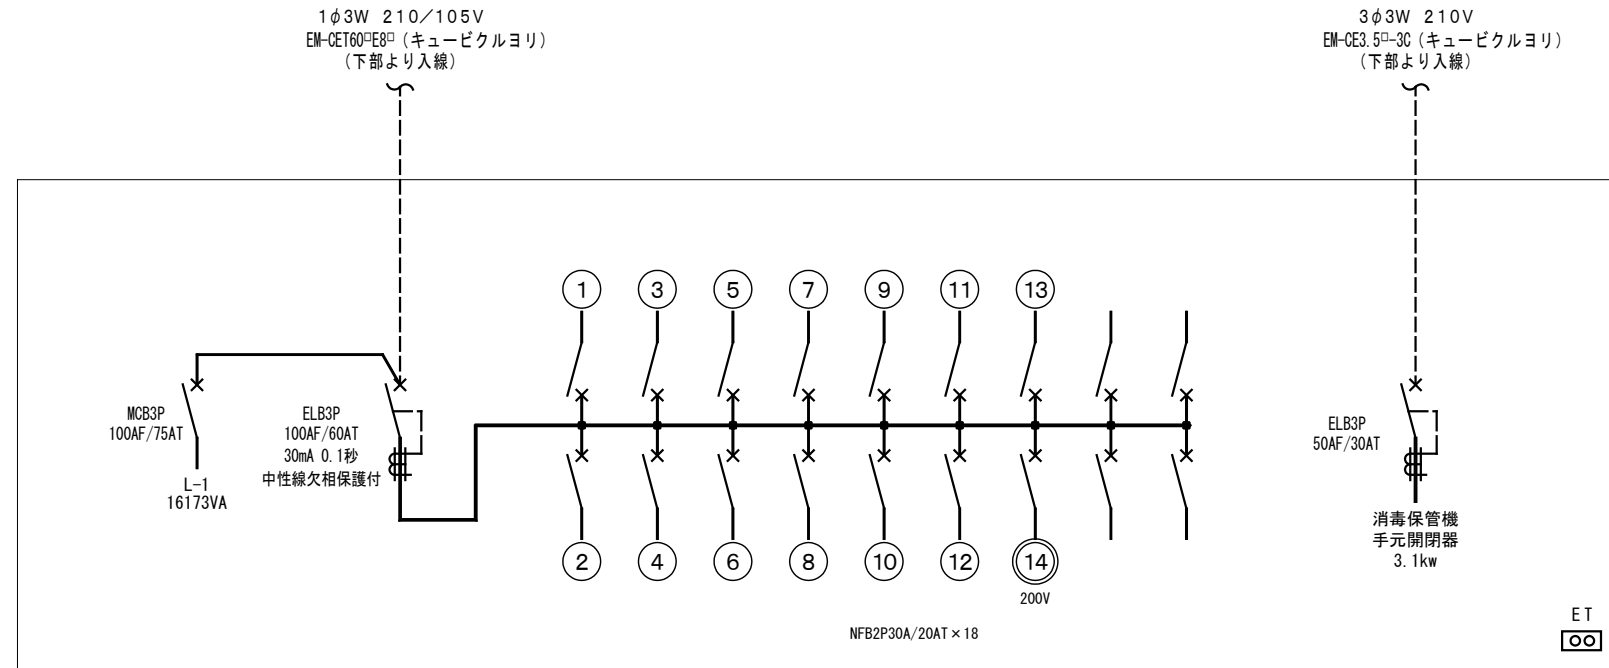 1φ3W 210／105V
EM-CET60□E8□（キュービクルヨリ）
（下部より入線）
3φ3W 210V
EM-CE3.5□-3C（キュービクルヨリ）
（下部より入線）
① ③ ⑤ ⑦ ⑨ ⑪ ⑬
MCB3P
100AF/75AT
L-1
16173VA
ELB3P
100AF/60AT
30mA 0.1秒
中性線欠相保護付
② ④ ⑥ ⑧ ⑩ ⑫ ⑭
200V
NFB2P30A/20AT×18
ELB3P
50AF/30AT
消毒保管機
手元開閉器
3.1kw
ET